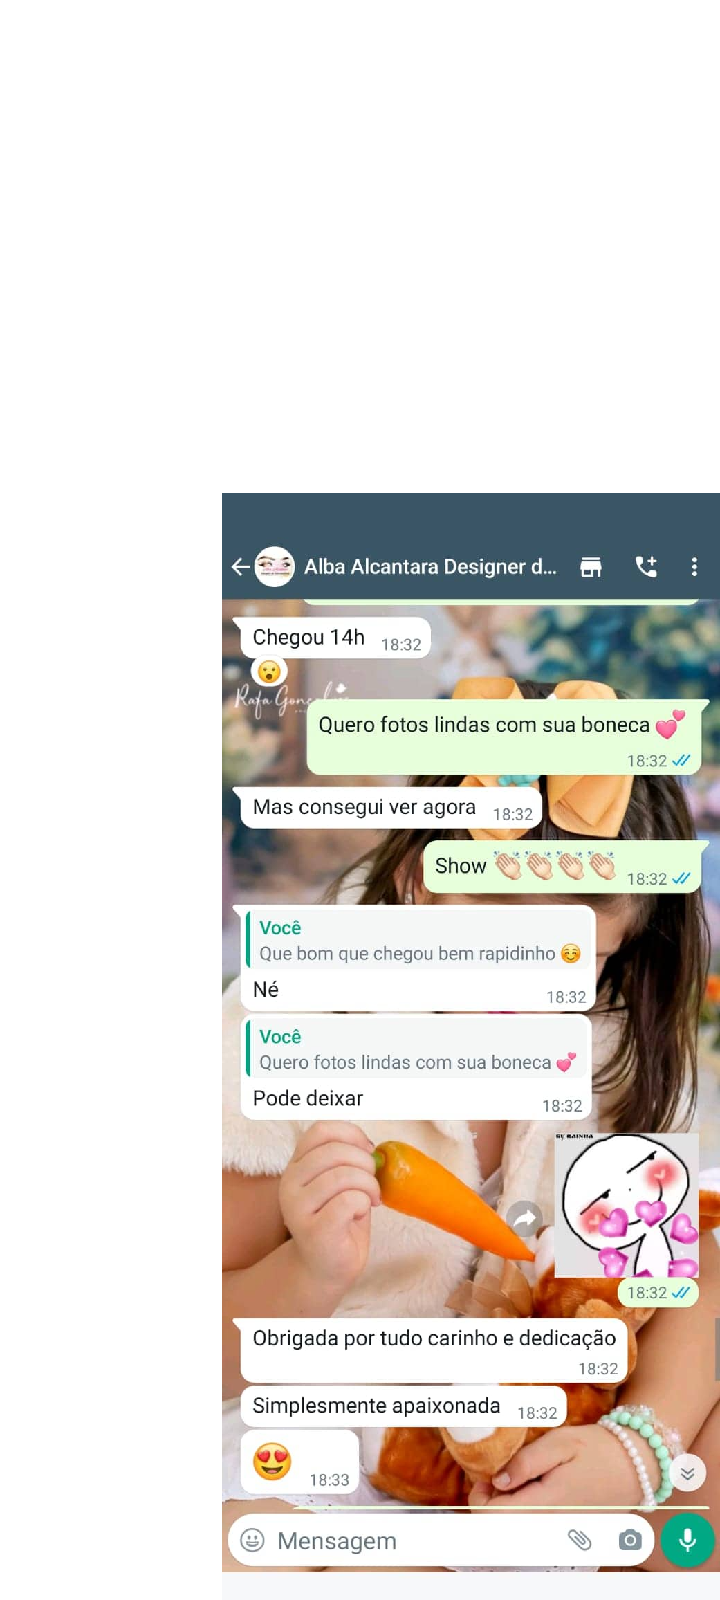 Alba Alcantara Designer d...
Chegou 14h 18:32
😮
Rafa
Quero fotos lindas com sua boneca 💕
18:32
Mas consegui ver agora 18:32
Show 👏🏻👏🏻👏🏻👏🏻 18:32
Você
Que bom que chegou bem rapidinho ☺️
Né 18:32
Você
Quero fotos lindas com sua boneca 💕
Pode deixar 18:32
By RAINHA
18:32
Obrigada por tudo carinho e dedicação
18:32
Simplesmente apaixonada 18:32
😍 18:33
Mensagem